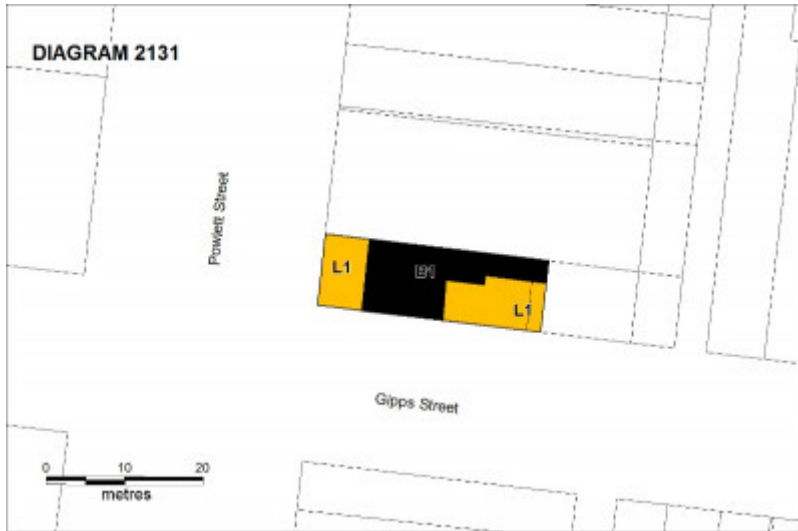 DIAGRAM 2131
Powlett Street
L1
B1
L1
Gipps Street
0 10 20
metres